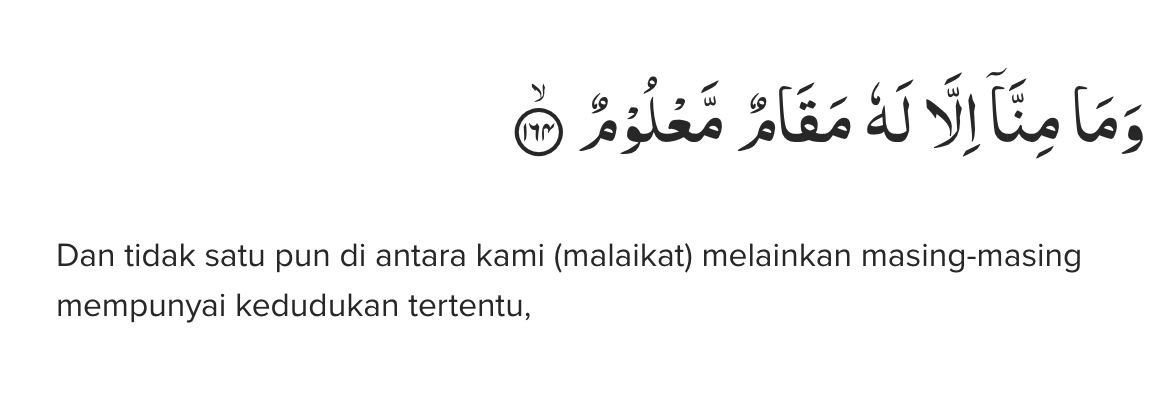 وَمَا مِنَّآ اِلَّا لَهٗ مَقَامٌ مَّعْلُوْمٌ ۙ ١٦٤
Dan tidak satu pun di antara kami (malaikat) melainkan masing-masing
mempunyai kedudukan tertentu,